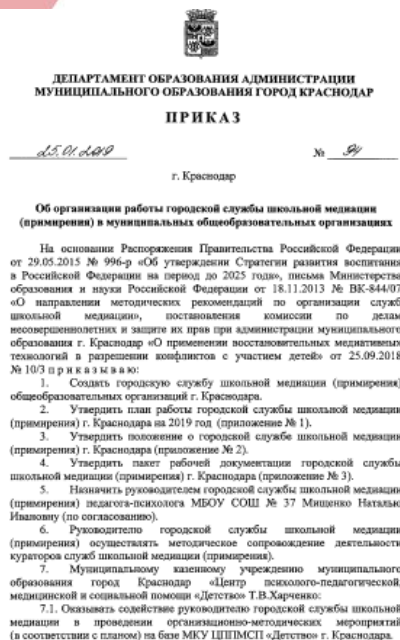 ДЕПАРТАМЕНТ ОБРАЗОВАНИЯ АДМИНИСТРАЦИИ
МУНИЦИПАЛЬНОГО ОБРАЗОВАНИЯ ГОРОД КРАСНОДАР
ПРИКАЗ
25.01.2019 № 94
г. Краснодар
Об организации работы городской службы школьной медиации
(примирения) в муниципальных общеобразовательных организациях
На основании Распоряжения Правительства Российской Федерации
от 29.05.2015 № 996-р «Об утверждении Стратегии развития воспитания
в Российской Федерации на период до 2025 года», письма Министерства
образования и науки Российской Федерации от 18.11.2013 № ВК-844/07
«О направлении методических рекомендаций по организации служб
школьной медиации», постановления комиссии по делам
несовершеннолетних и защите их прав при администрации муниципального
образования г. Краснодар «О применении восстановительных медиативных
технологий в разрешении конфликтов с участием детей» от 25.09.2018
№ 10/3 п р и к а з ы в а ю:
1. Создать городскую службу школьной медиации (примирения)
общеобразовательных организаций г. Краснодара.
2. Утвердить план работы городской службы школьной медиации
(примирения) г. Краснодара на 2019 год (приложение № 1).
3. Утвердить положение о городской службе школьной медиации
(примирения) г. Краснодара (приложение № 2).
4. Утвердить пакет рабочей документации городской службы
школьной медиации (примирения) г. Краснодара (приложение № 3).
5. Назначить руководителем городской службы школьной медиации
(примирения) педагога-психолога МБОУ СОШ № 37 Мищенко Наталью
Ивановну (по согласованию).
6. Руководителю городской службы школьной медиации
(примирения) осуществлять методическое сопровождение деятельности
кураторов служб школьной медиации (примирения).
7. Муниципальному казенному учреждению муниципального
образования город Краснодар «Центр психолого-педагогической,
медицинской и социальной помощи «Детство» Т.В.Харченко:
7.1. Оказывать содействие руководителю городской службы школьной
медиации в проведении организационно-методических мероприятий
(в соответствии с планом) на базе МКУ ЦППМСП «Детство» г. Краснодара.